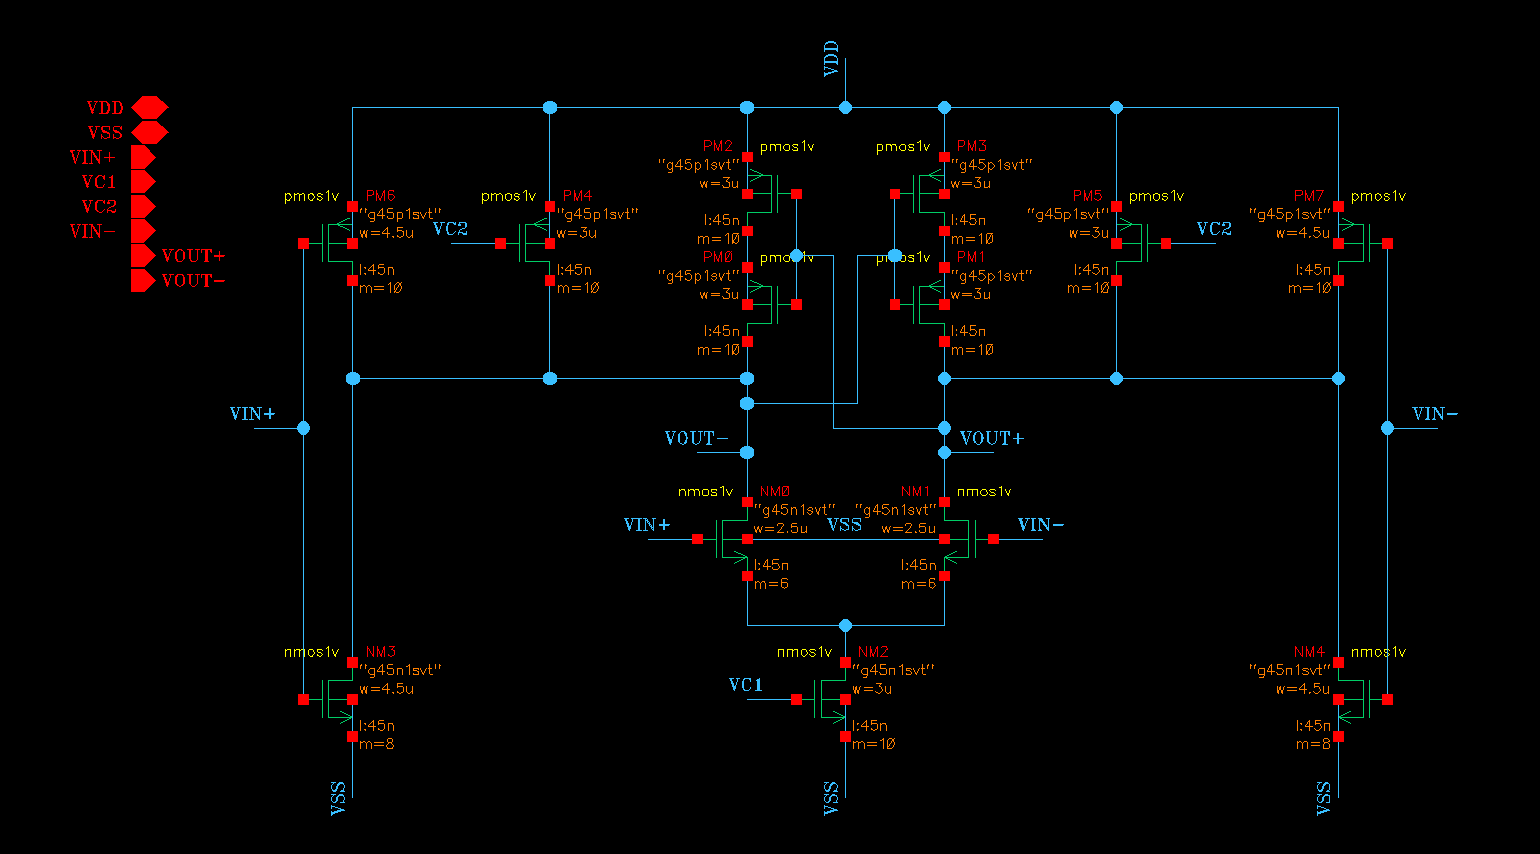 VDD
VDD
VSS
VIN+
VC1
VC2
VIN-
VOUT+
VOUT-
pmos1v
PM6
"g45p1svt"
w=4.5u
l:45n
m=10
pmos1v
PM4
"g45p1svt"
VC2
w=3u
l:45n
m=10
PM2
pmos1v
"g45p1svt"
w=3u
l:45n
m=10
PM0
pmos1v
"g45p1svt"
w=3u
l:45n
m=10
pmos1v
PM3
"g45p1svt"
w=3u
l:45n
m=10
pmos1v
PM1
"g45p1svt"
w=3u
l:45n
m=10
PM5
pmos1v
"g45p1svt"
w=3u
VC2
l:45n
m=10
PM7
pmos1v
"g45p1svt"
w=4.5u
l:45n
m=10
VIN+
VIN-
VOUT-
VOUT+
nmos1v
NM0
"g45n1svt"
VIN+
w=2.5u
l:45n
m=6
VSS
NM1
nmos1v
"g45n1svt"
w=2.5u
VIN-
l:45n
m=6
nmos1v
NM3
"g45n1svt"
w=4.5u
l:45n
m=8
VSS
nmos1v
NM2
"g45n1svt"
VC1
w=3u
l:45n
m=10
VSS
NM4
nmos1v
"g45n1svt"
w=4.5u
l:45n
m=8
VSS